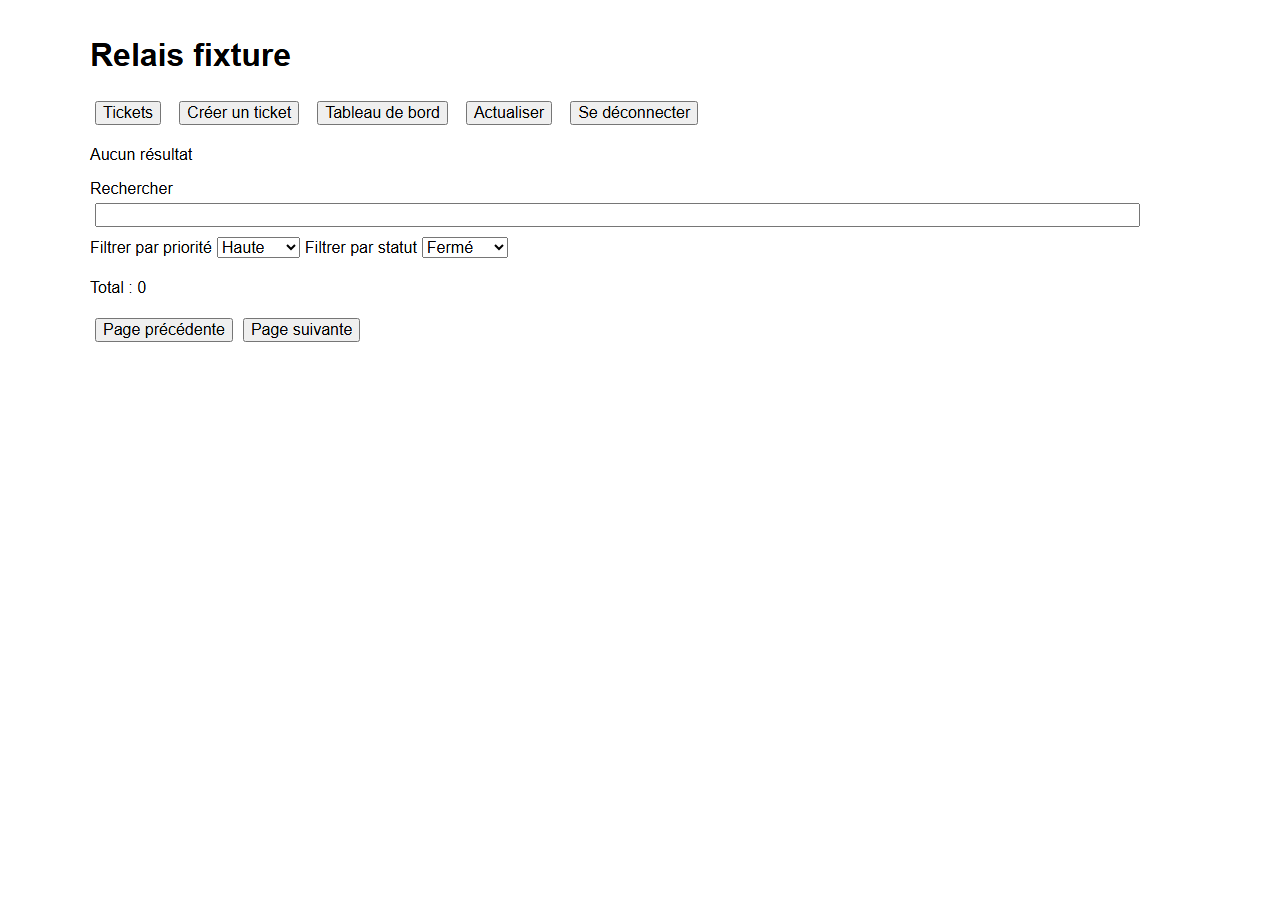 Relais fixture
Tickets Créer un ticket Tableau de bord Actualiser Se déconnecter
Aucun résultat
Rechercher
Filtrer par priorité Haute Filtrer par statut Fermé
Total : 0
Page précédente Page suivante